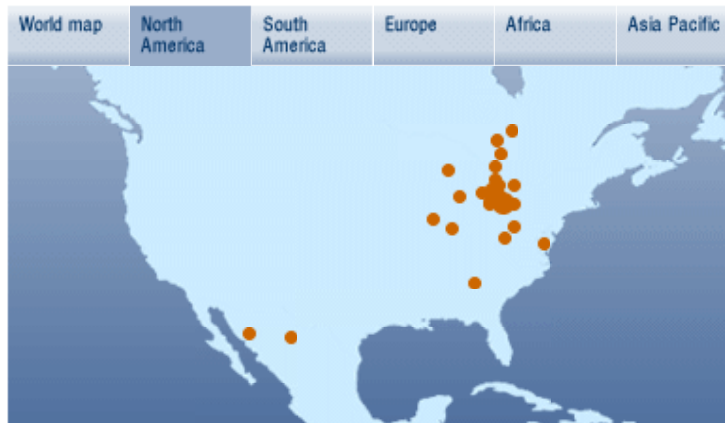 World map
North
America
South
America
Europe
Africa
Asia Pacific